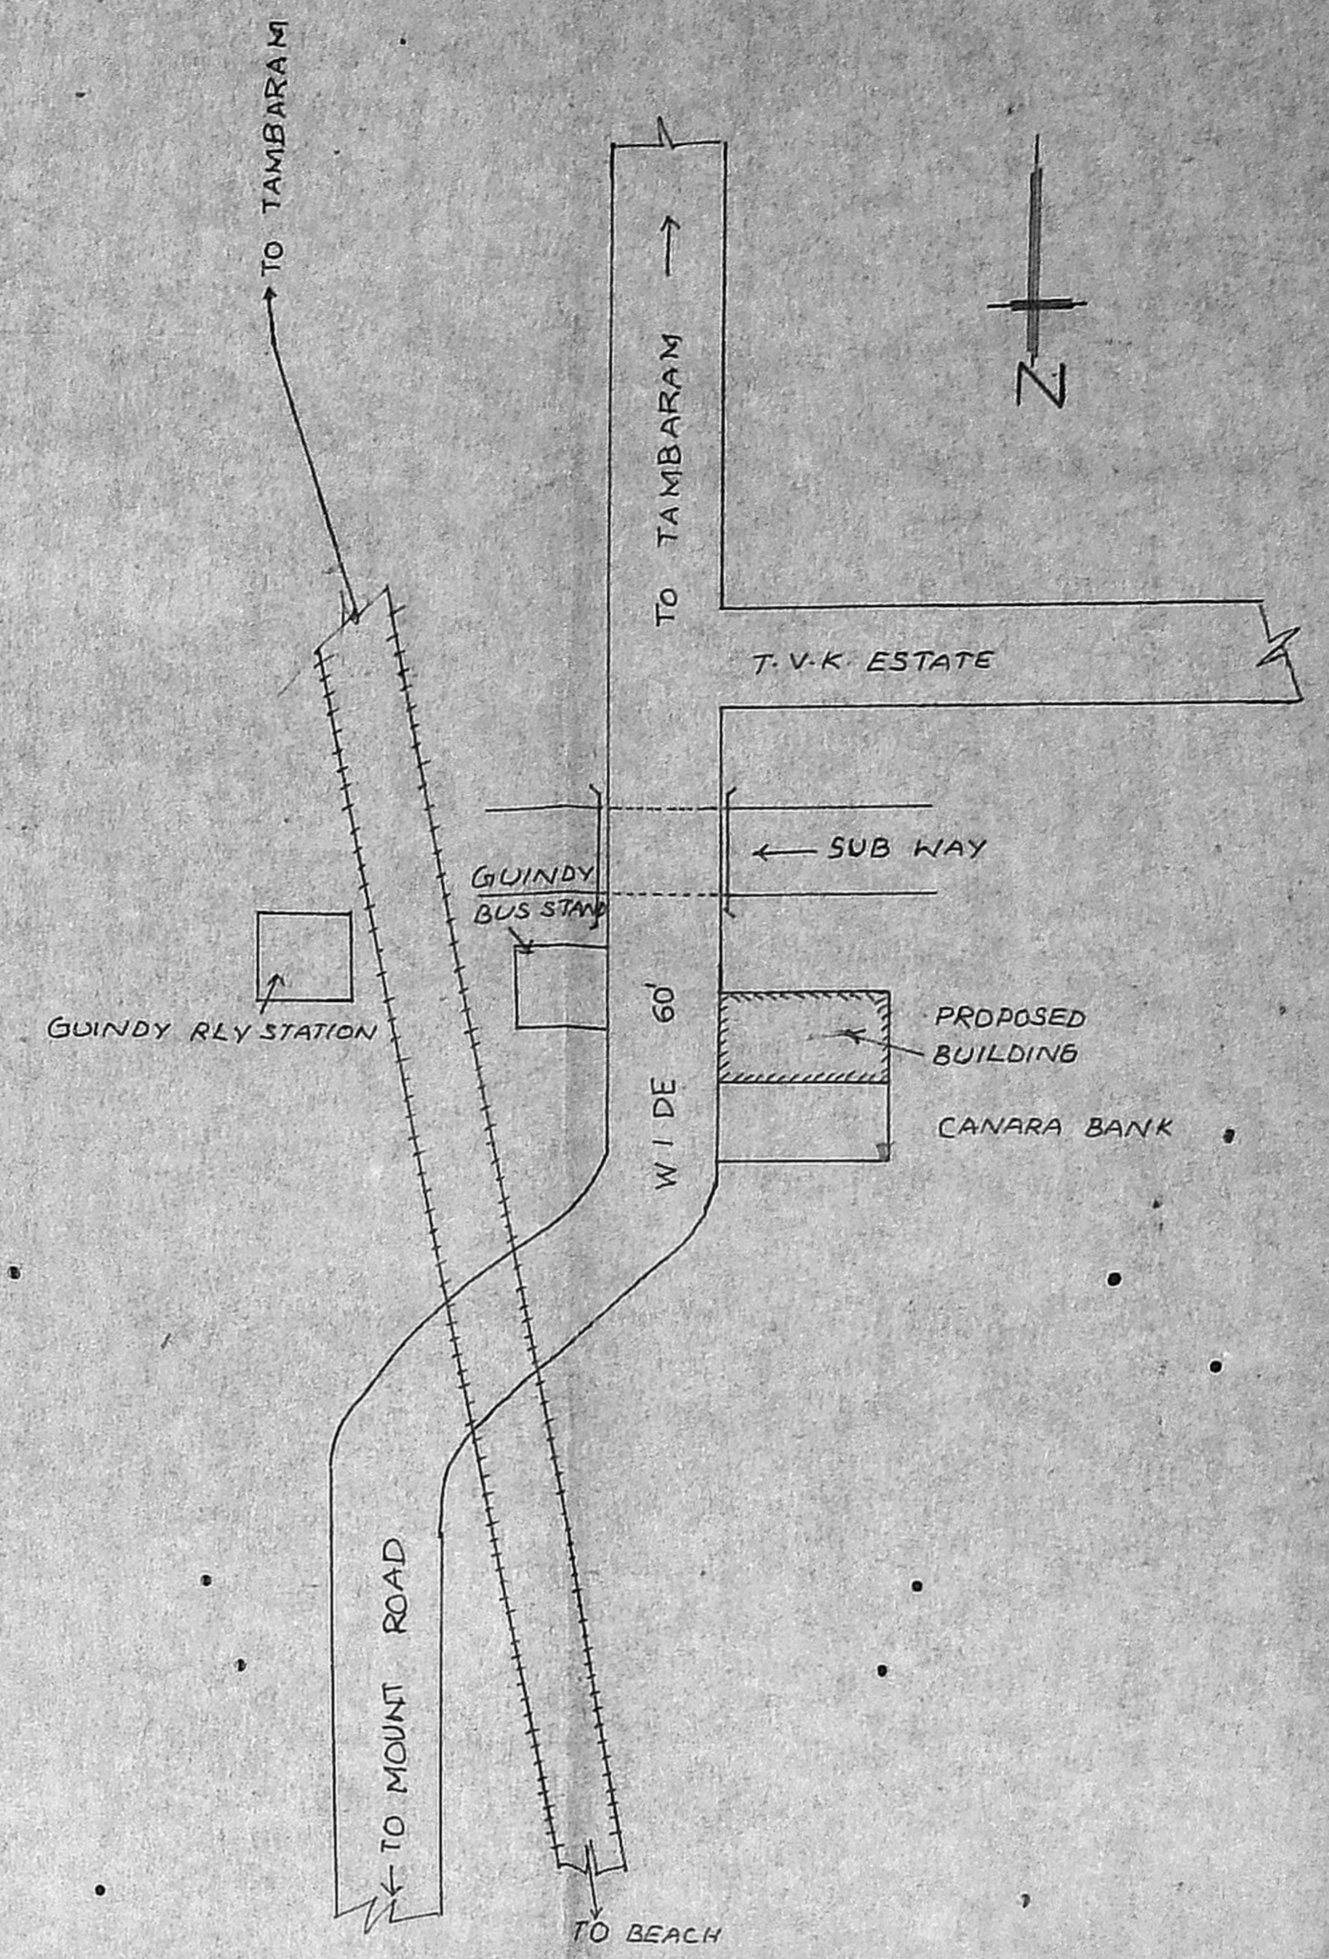 TO TAMBARAM
TO TAMBARAM
N
T.V.K. ESTATE
SUB WAY
GUINDY
BUS STAND
WIDE 60'
GUINDY RLY STATION
PROPOSED
BUILDING
CANARA BANK
TO MOUNT ROAD
TO BEACH